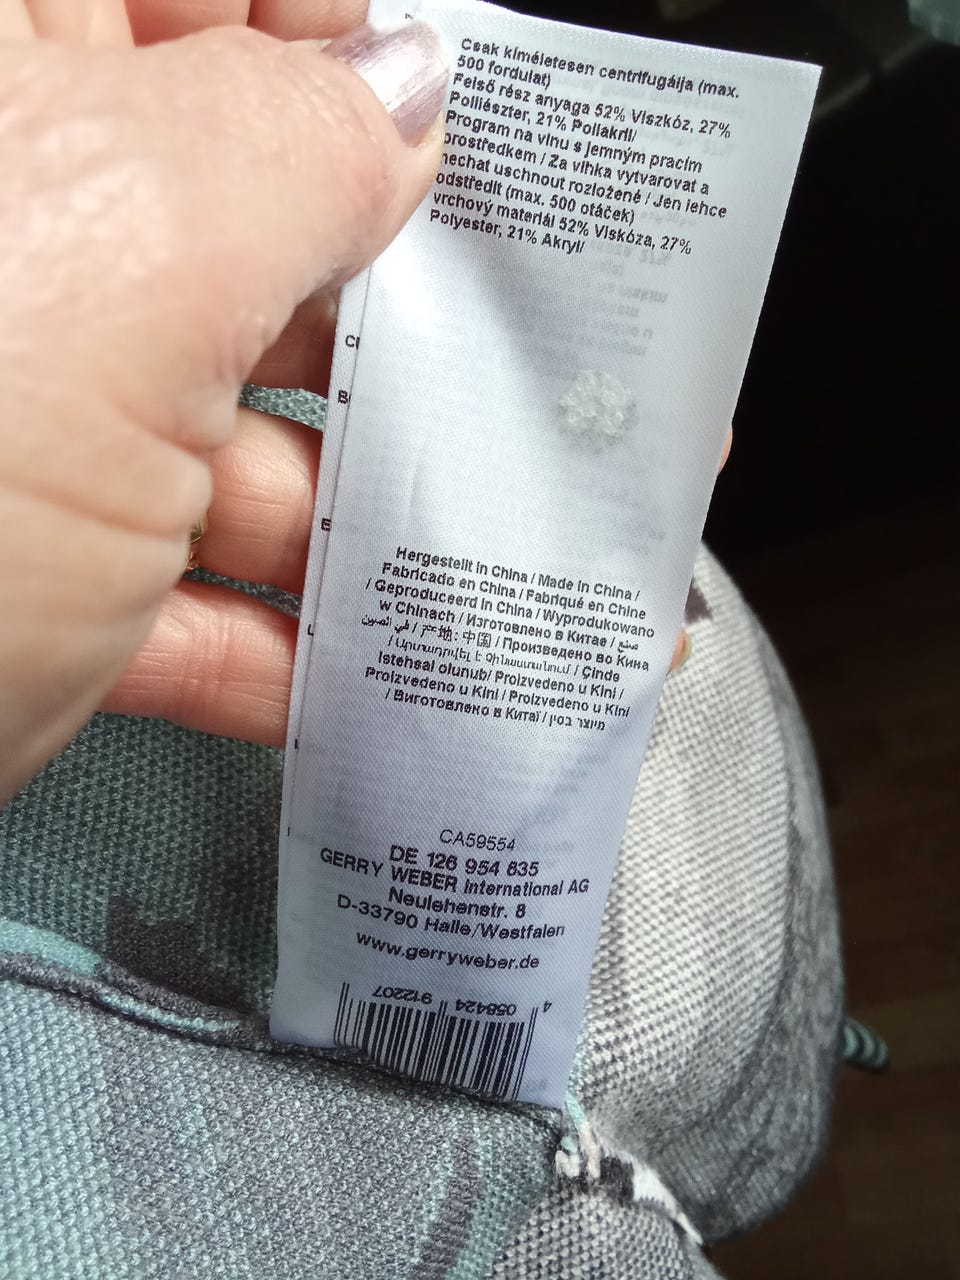 Csak kíméletesen centrifugálja (max.
500 fordulat)
Felső rész anyaga 52% Viszkóz, 27%
Poliészter, 21% Poliakril/
Program na vlnu s jemným pracím
prostředkem / Za vlhka vytvarovat a
nechat uschnout rozložené / Jen lehce
odstředit (max. 500 otáček)
vrchový materiál 52% Viskóza, 27%
Polyester, 21% Akryl/
Hergestellt in China / Made in China /
Fabricado en China / Fabriqué en Chine
/ Geproduceerd in China / Wyprodukowano
w Chinach / Изготовлено в Китае / صنع
في الصين / 产地: 中国 / Произведено во Кина
/ Արտադրվել է Չինաստանում / Çinde
Istehsal olunub/ Proizvedeno u Kini /
Proizvedeno u Kini / Proizvedeno u Kini
/ Виготовлено в Китаї / מיוצר בסין
CA59554
DE 126 954 835
GERRY WEBER International AG
Neulehenstr. 8
D-33790 Halle/Westfalen
www.gerryweber.de
4 058424 912207